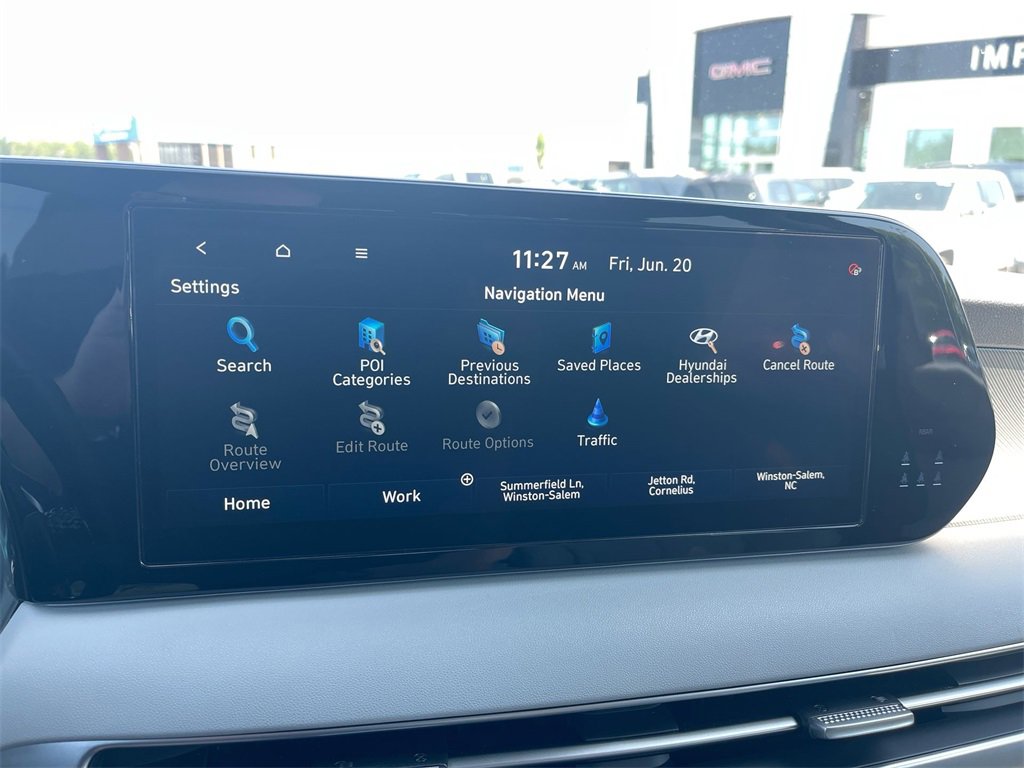 GMC
IMP
11:27 AM Fri, Jun. 20
Settings
Navigation Menu
Search
POI
Categories
Previous
Destinations
Saved Places
Hyundai
Dealerships
Cancel Route
Route
Overview
Edit Route
Route Options
Traffic
Home
Work
Summerfield Ln,
Winston-Salem
Jetton Rd,
Cornelius
Winston-Salem,
NC